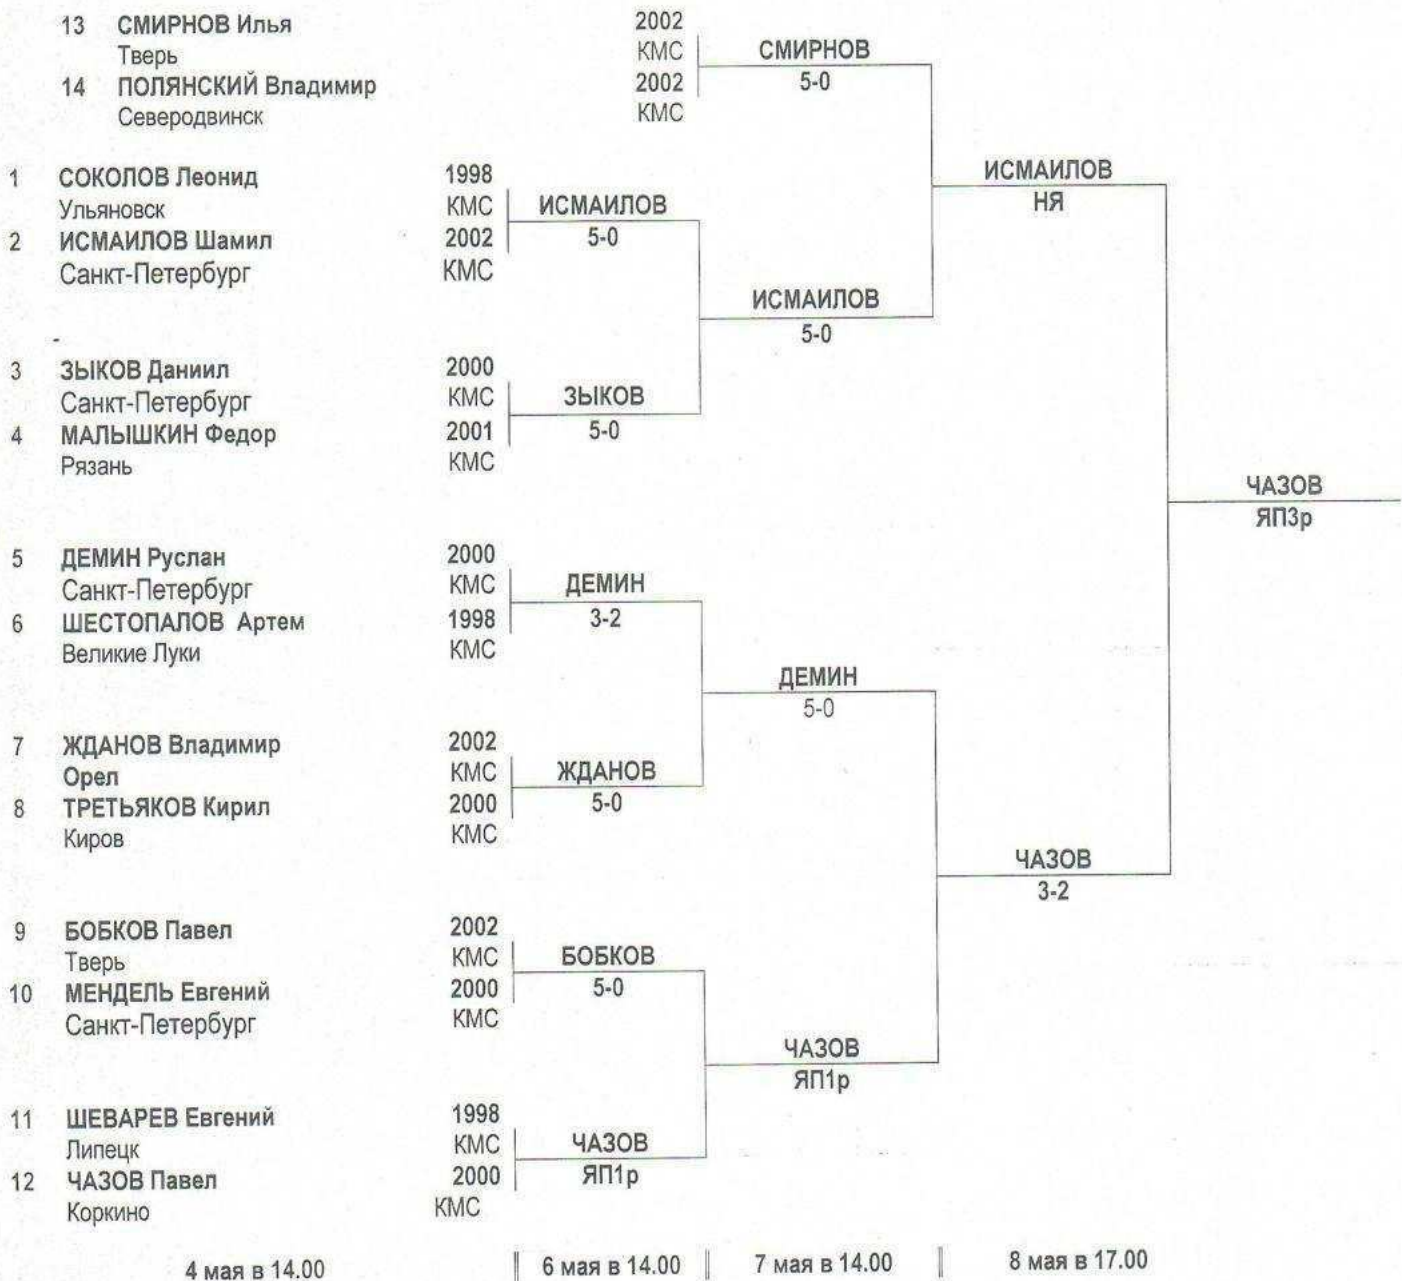 13 СМИРНОВ Илья 2002
Тверь КМС СМИРНОВ
14 ПОЛЯНСКИЙ Владимир 2002 5-0
Северодвинск КМС
1 СОКОЛОВ Леонид 1998 ИСМАИЛОВ
Ульяновск КМС ИСМАИЛОВ НЯ
2 ИСМАИЛОВ Шамил 2002 5-0
Санкт-Петербург КМС
ИСМАИЛОВ
5-0
3 ЗЫКОВ Даниил 2000
Санкт-Петербург КМС ЗЫКОВ
4 МАЛЫШКИН Федор 2001 5-0
Рязань КМС
ЧАЗОВ
ЯП3р
5 ДЕМИН Руслан 2000
Санкт-Петербург КМС ДЕМИН
6 ШЕСТОПАЛОВ Артем 1998 3-2
Великие Луки КМС
ДЕМИН
5-0
7 ЖДАНОВ Владимир 2002
Орел КМС ЖДАНОВ
8 ТРЕТЬЯКОВ Кирил 2000 5-0
Киров КМС
ЧАЗОВ
3-2
9 БОБКОВ Павел 2002
Тверь КМС БОБКОВ
10 МЕНДЕЛЬ Евгений 2000 5-0
Санкт-Петербург КМС
ЧАЗОВ
ЯП1р
11 ШЕВАРЕВ Евгений 1998
Липецк КМС ЧАЗОВ
12 ЧАЗОВ Павел 2000 ЯП1р
Коркино КМС
4 мая в 14.00 6 мая в 14.00 7 мая в 14.00 8 мая в 17.00